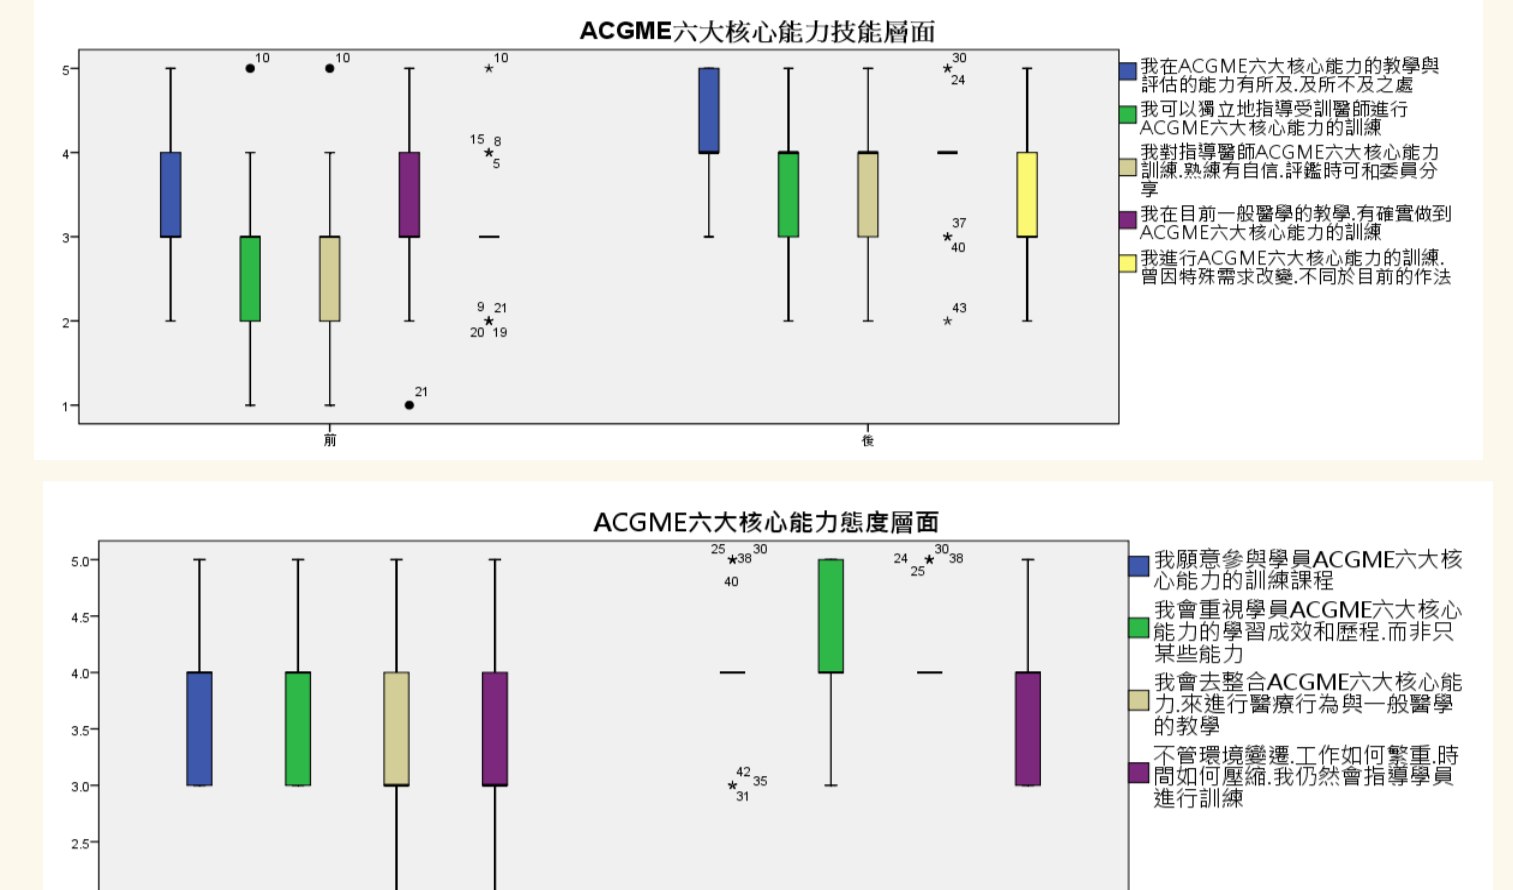 ACGME六大核心能力技能層面
5
4
3
2
1
10
10
10
15 8
5
9 21
20 19
21
30
24
37
40
43
前
後
我在ACGME六大核心能力的教學與
評估的能力有所及.及所不及之處
我可以獨立地指導受訓醫師進行
ACGME六大核心能力的訓練
我對指導醫師ACGME六大核心能力
訓練.熟練有自信.評鑑時可和委員分
享
我在目前一般醫學的教學.有確實做到
ACGME六大核心能力的訓練
我進行ACGME六大核心能力的訓練.
曾因特殊需求改變.不同於目前的作法
ACGME六大核心能力態度層面
5.0
4.5
4.0
3.5
3.0
2.5
25 30
38
40
42
35
31
24 30
38
25
我願意參與學員ACGME六大核
心能力的訓練課程
我會重視學員ACGME六大核心
能力的學習成效和歷程.而非只
某些能力
我會去整合ACGME六大核心能
力.來進行醫療行為與一般醫學
的教學
不管環境變遷.工作如何繁重.時
間如何壓縮.我仍然會指導學員
進行訓練